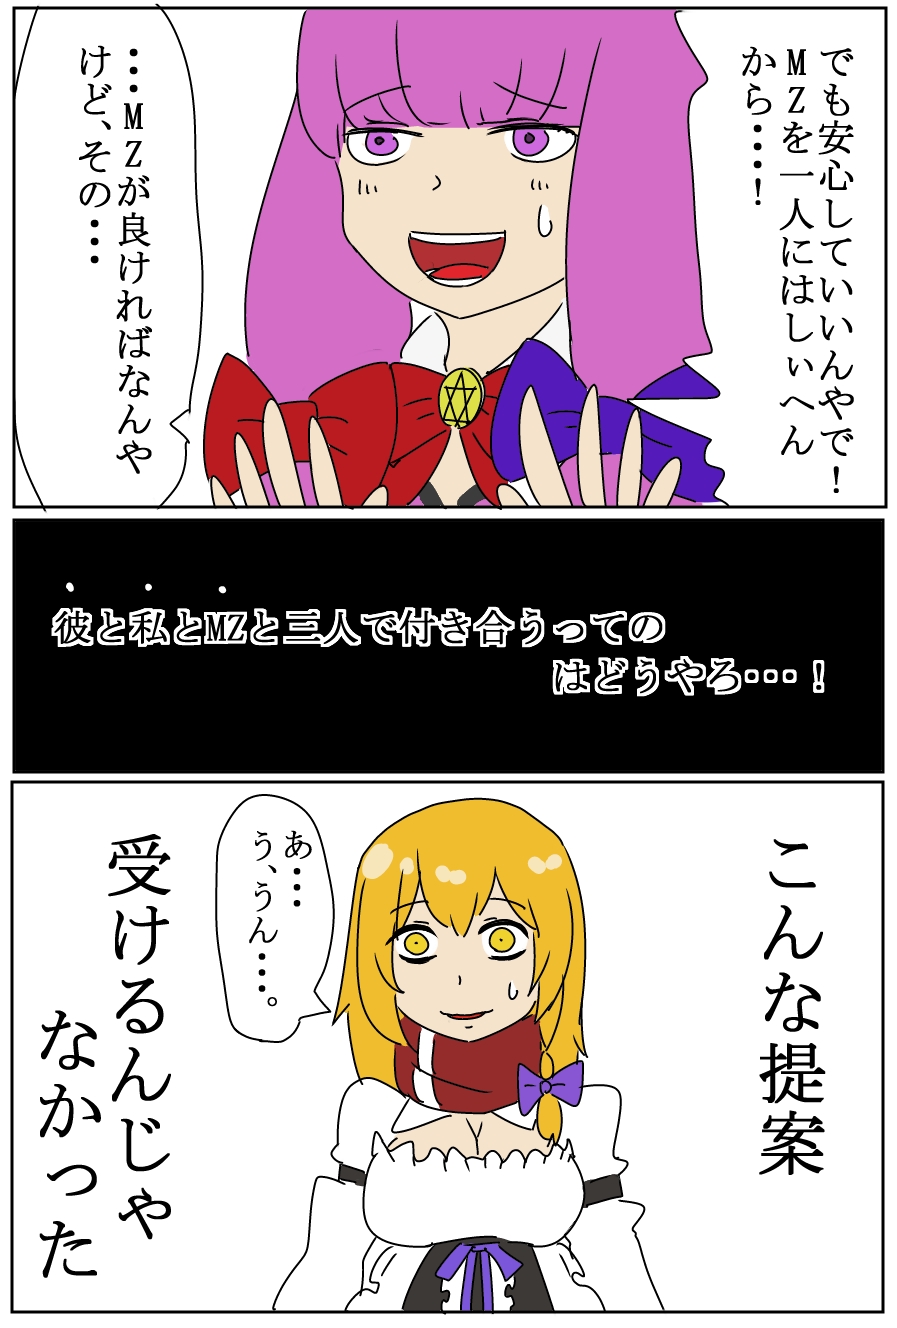 でも安心していいんやで！
ＭＺを一人にはしぃへん
から・・・！
・・・ＭＺが良ければなんや
けど、その・・・
彼と私とMZと三人で付き合うっての
はどうやろ・・・！
こんな提案
あ・・・
う、うん・・・。
受けるんじゃ
なかった